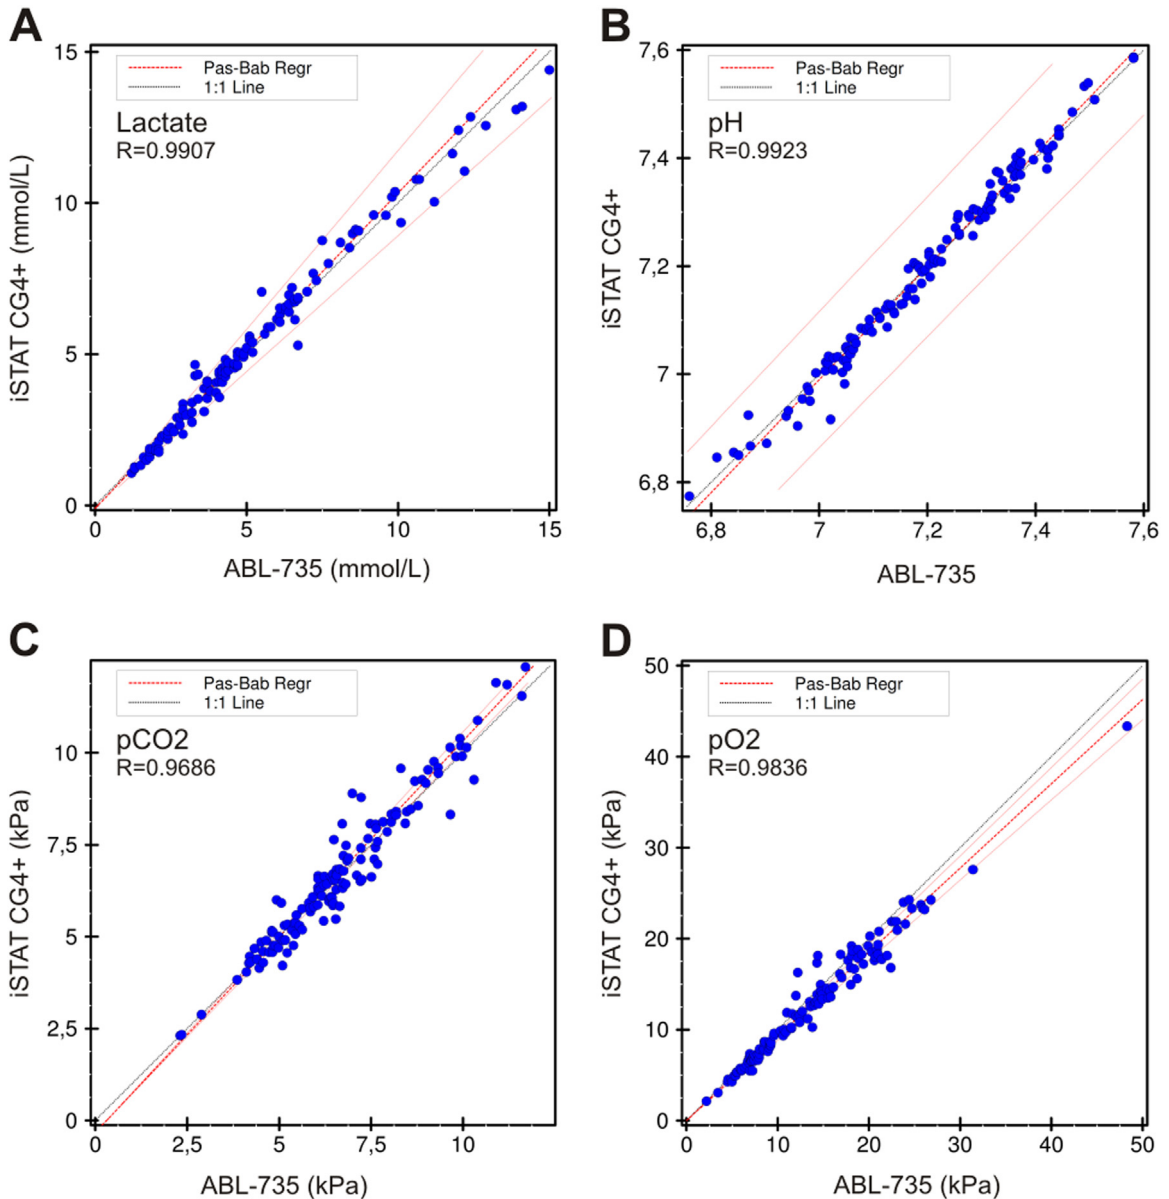 A
15
10
5
0
0
5
10
15
Pas-Bab Regr
1:1 Line
Lactate
R=0.9907
iSTAT CG4+ (mmol/L)
ABL-735 (mmol/L)
B
7,6
7,4
7,2
7
6,8
6,8
7
7,2
7,4
7,6
Pas-Bab Regr
1:1 Line
pH
R=0.9923
iSTAT CG4+
ABL-735
C
10
7,5
5
2,5
0
0
2,5
5
7,5
10
Pas-Bab Regr
1:1 Line
pCO2
R=0.9686
iSTAT CG4+ (kPa)
ABL-735 (kPa)
D
50
40
30
20
10
0
0
10
20
30
40
50
Pas-Bab Regr
1:1 Line
pO2
R=0.9836
iSTAT CG4+ (kPa)
ABL-735 (kPa)